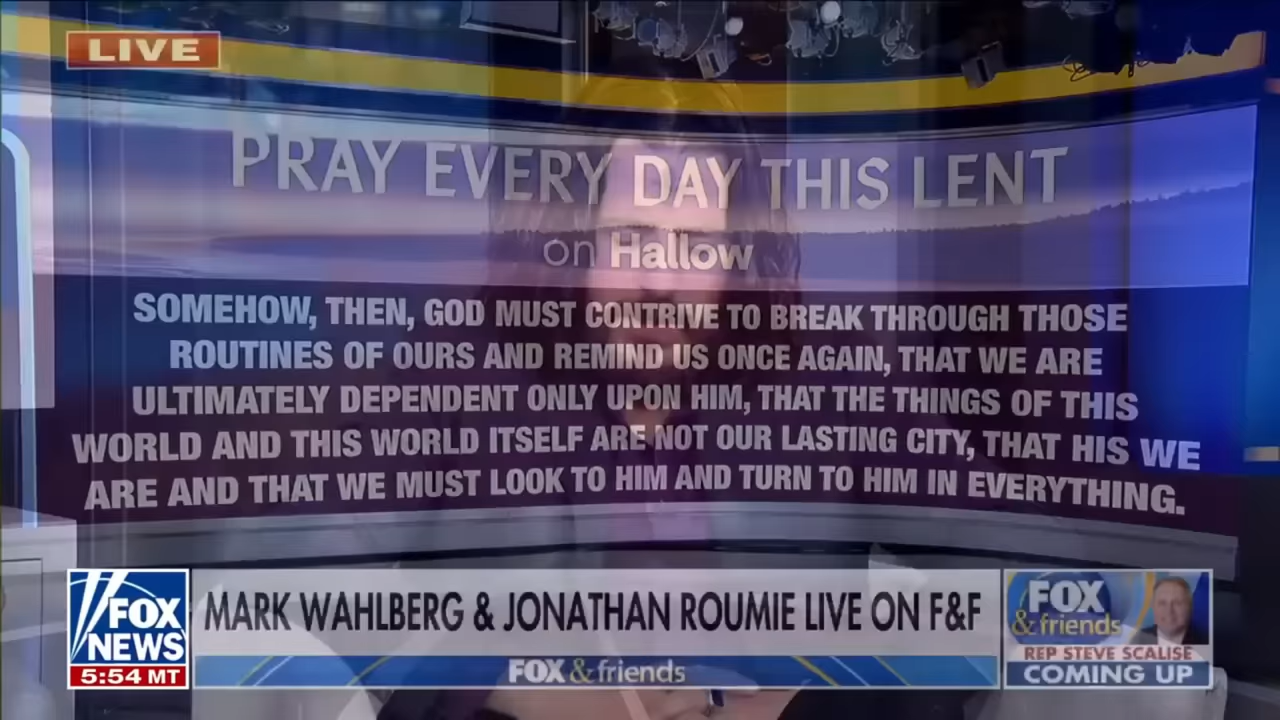 LIVE
PRAY EVERY DAY THIS LENT
on Hallow
SOMEHOW, THEN, GOD MUST CONTRIVE TO BREAK THROUGH THOSE
ROUTINES OF OURS AND REMIND US ONCE AGAIN, THAT WE ARE
ULTIMATELY DEPENDENT ONLY UPON HIM, THAT THE THINGS OF THIS
WORLD AND THIS WORLD ITSELF ARE NOT OUR LASTING CITY, THAT HIS WE
ARE AND THAT WE MUST LOOK TO HIM AND TURN TO HIM IN EVERYTHING.
FOX
NEWS
5:54 MT
MARK WAHLBERG & JONATHAN ROUMIE LIVE ON F&F
FOX & friends
FOX
& friends
REP STEVE SCALISE
COMING UP